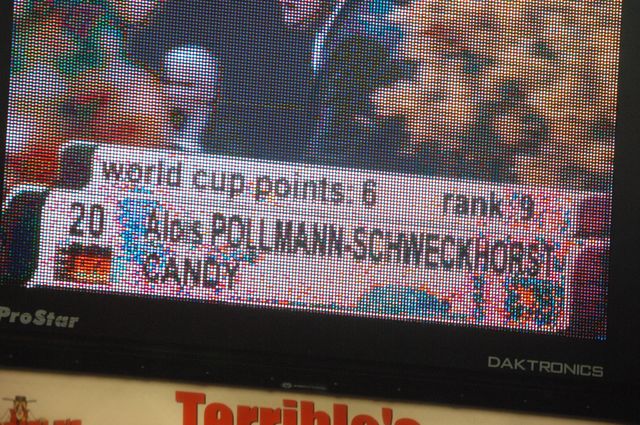 world cup points: 6 rank: 9
20 Alois POLLMANN-SCHWECKHORST
CANDY
ProStar
DAKTRONICS
Terrible's